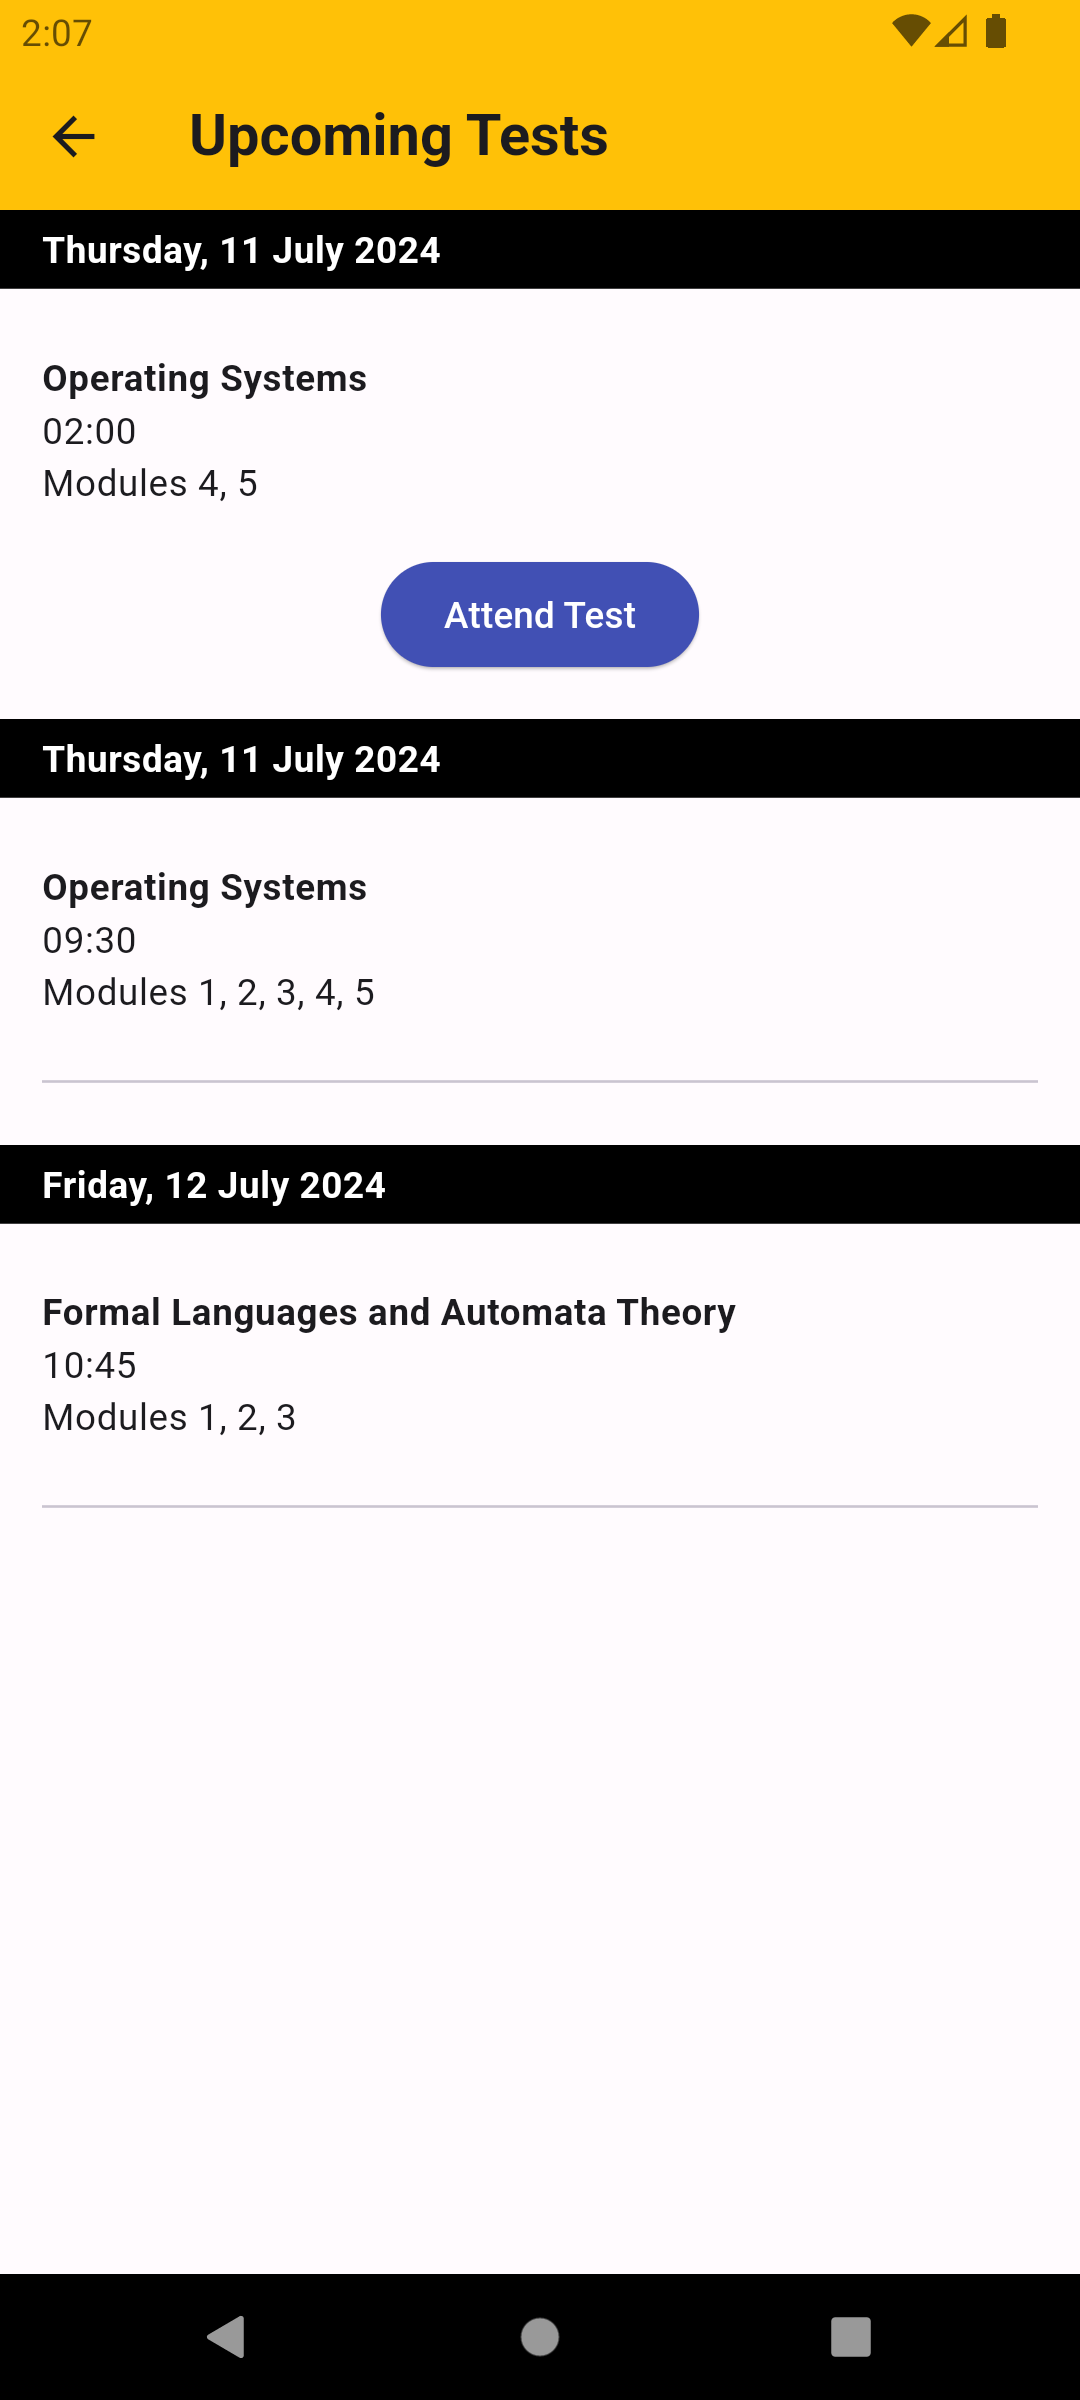 2:07
Upcoming Tests
Thursday, 11 July 2024
Operating Systems
02:00
Modules 4, 5
Attend Test
Thursday, 11 July 2024
Operating Systems
09:30
Modules 1, 2, 3, 4, 5
Friday, 12 July 2024
Formal Languages and Automata Theory
10:45
Modules 1, 2, 3